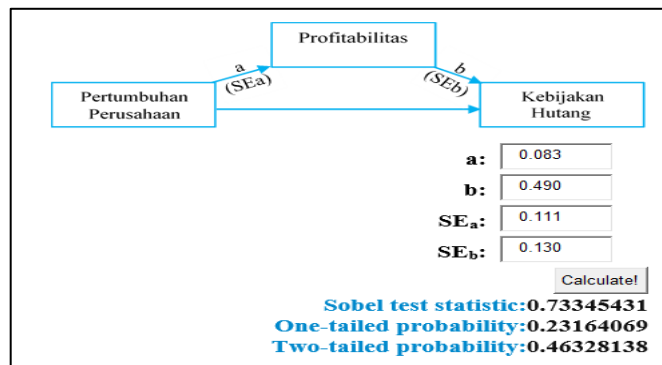 Profitabilitas
a
(SEa)
b
(SEb)
Pertumbuhan
Perusahaan
Kebijakan
Hutang
a: 0.083
b: 0.490
SEa: 0.111
SEb: 0.130
Calculate!
Sobel test statistic:0.73345431
One-tailed probability:0.23164069
Two-tailed probability:0.46328138